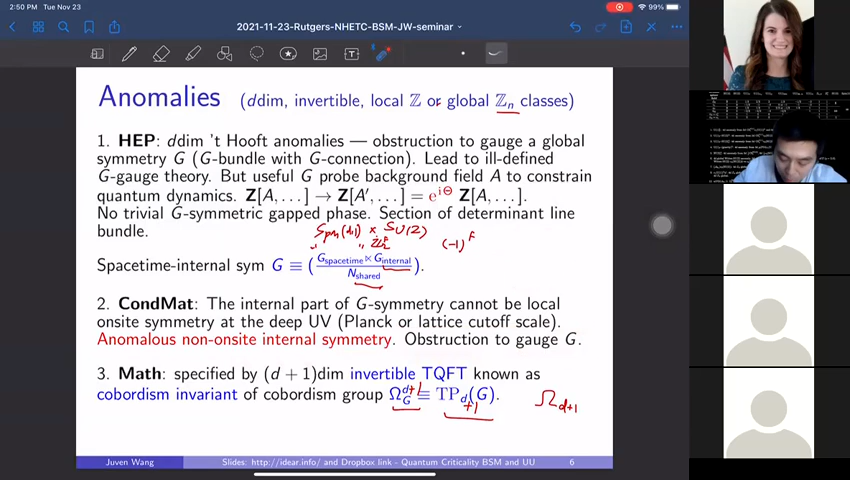 2:50 PM Tue Nov 23
99%
2021-11-23-Rutgers-NHETC-BSM-JW-seminar
Anomalies (ddim, invertible, local ℤ or global ℤₙ classes)
1. HEP: ddim 't Hooft anomalies — obstruction to gauge a global
symmetry G (G-bundle with G-connection). Lead to ill-defined
G-gauge theory. But useful G probe background field A to constrain
quantum dynamics. Z[A, ...] → Z[A′, ...] = e^{iΘ} Z[A, ...].
No trivial G-symmetric gapped phase. Section of determinant line
bundle.
Spin(d,1) × SU(2)
ℤ₂^F
(-1)^F
Spacetime-internal sym G ≡ (G_spacetime ⋉ G_internal / N_shared).
2. CondMat: The internal part of G-symmetry cannot be local
onsite symmetry at the deep UV (Planck or lattice cutoff scale).
Anomalous non-onsite internal symmetry. Obstruction to gauge G.
3. Math: specified by (d + 1)dim invertible TQFT known as
cobordism invariant of cobordism group Ω_G^{d+1} ≡ TP_{d+1}(G).
Ω_{d+1}
Juven Wang
Slides: http://idear.info/ and Dropbox link - Quantum Criticality BSM and UU
6